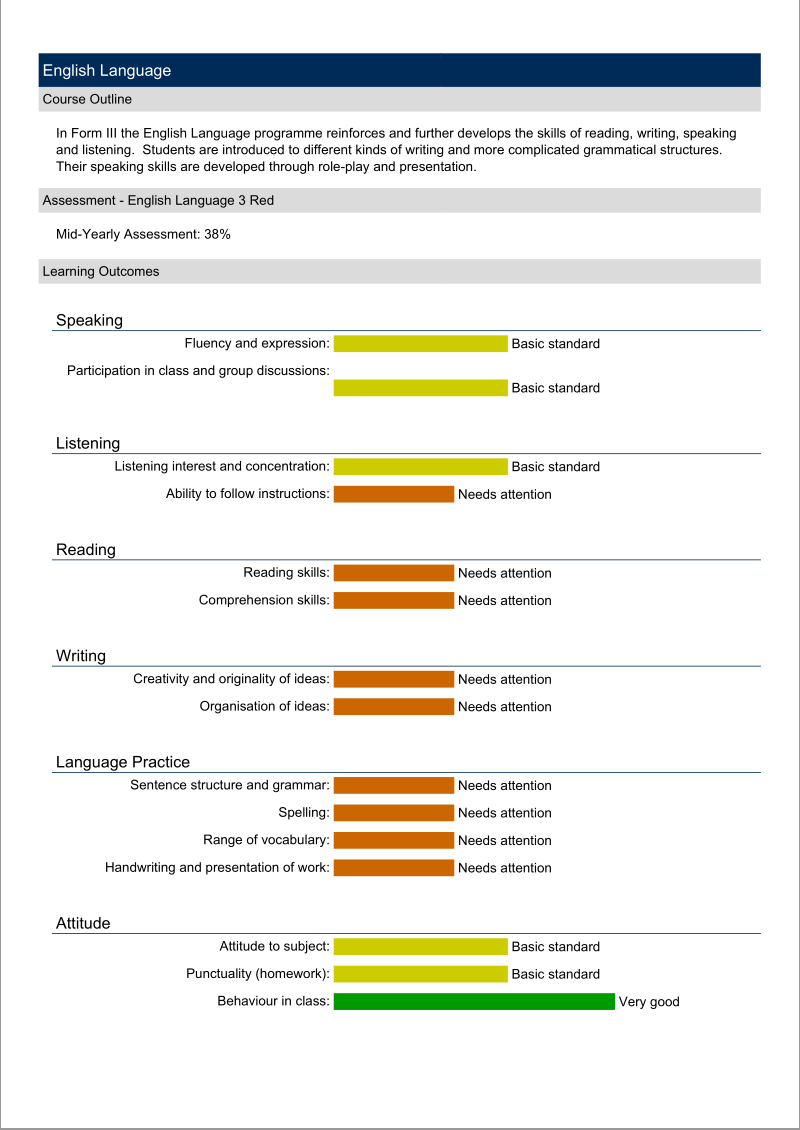 English Language
Course Outline
In Form III the English Language programme reinforces and further develops the skills of reading, writing, speaking
and listening.  Students are introduced to different kinds of writing and more complicated grammatical structures.
Their speaking skills are developed through role-play and presentation.
Assessment - English Language 3 Red
Mid-Yearly Assessment: 38%
Learning Outcomes
Speaking
Fluency and expression: Basic standard
Participation in class and group discussions:
Basic standard
Listening
Listening interest and concentration: Basic standard
Ability to follow instructions: Needs attention
Reading
Reading skills: Needs attention
Comprehension skills: Needs attention
Writing
Creativity and originality of ideas: Needs attention
Organisation of ideas: Needs attention
Language Practice
Sentence structure and grammar: Needs attention
Spelling: Needs attention
Range of vocabulary: Needs attention
Handwriting and presentation of work: Needs attention
Attitude
Attitude to subject: Basic standard
Punctuality (homework): Basic standard
Behaviour in class: Very good